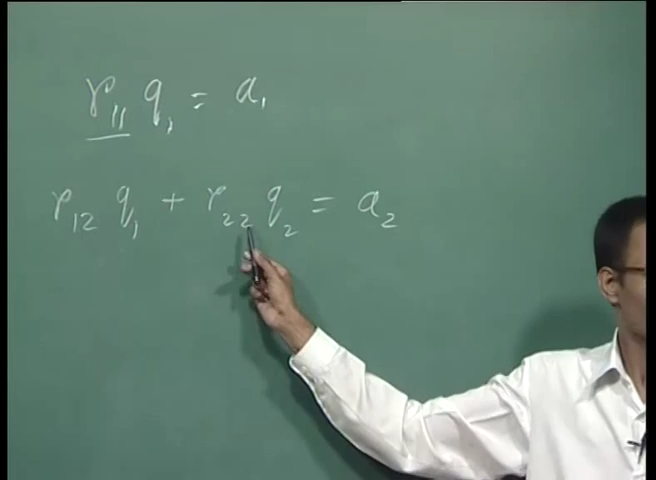 r₁₁ q₁ = a₁
r₁₂ q₁ + r₂₂ q₂ = a₂